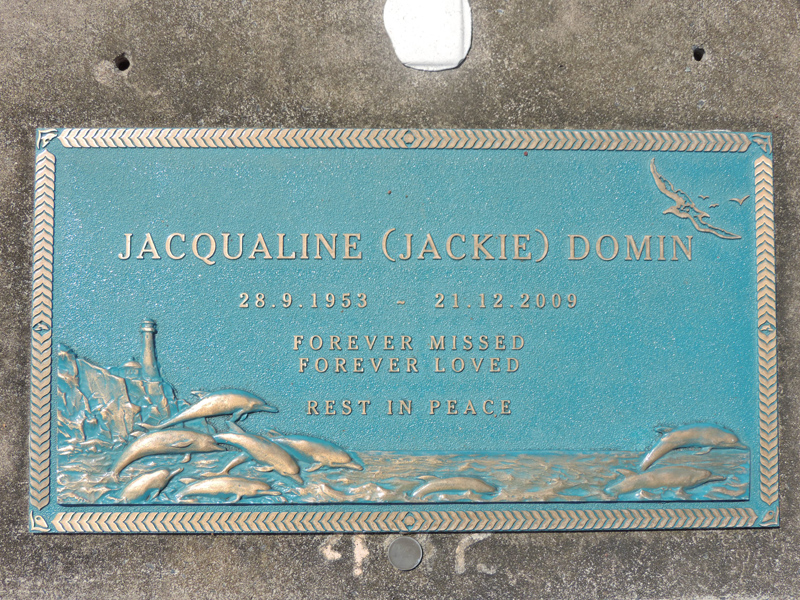 JACQUALINE (JACKIE) DOMIN
28.9.1953 ~ 21.12.2009
FOREVER MISSED
FOREVER LOVED
REST IN PEACE